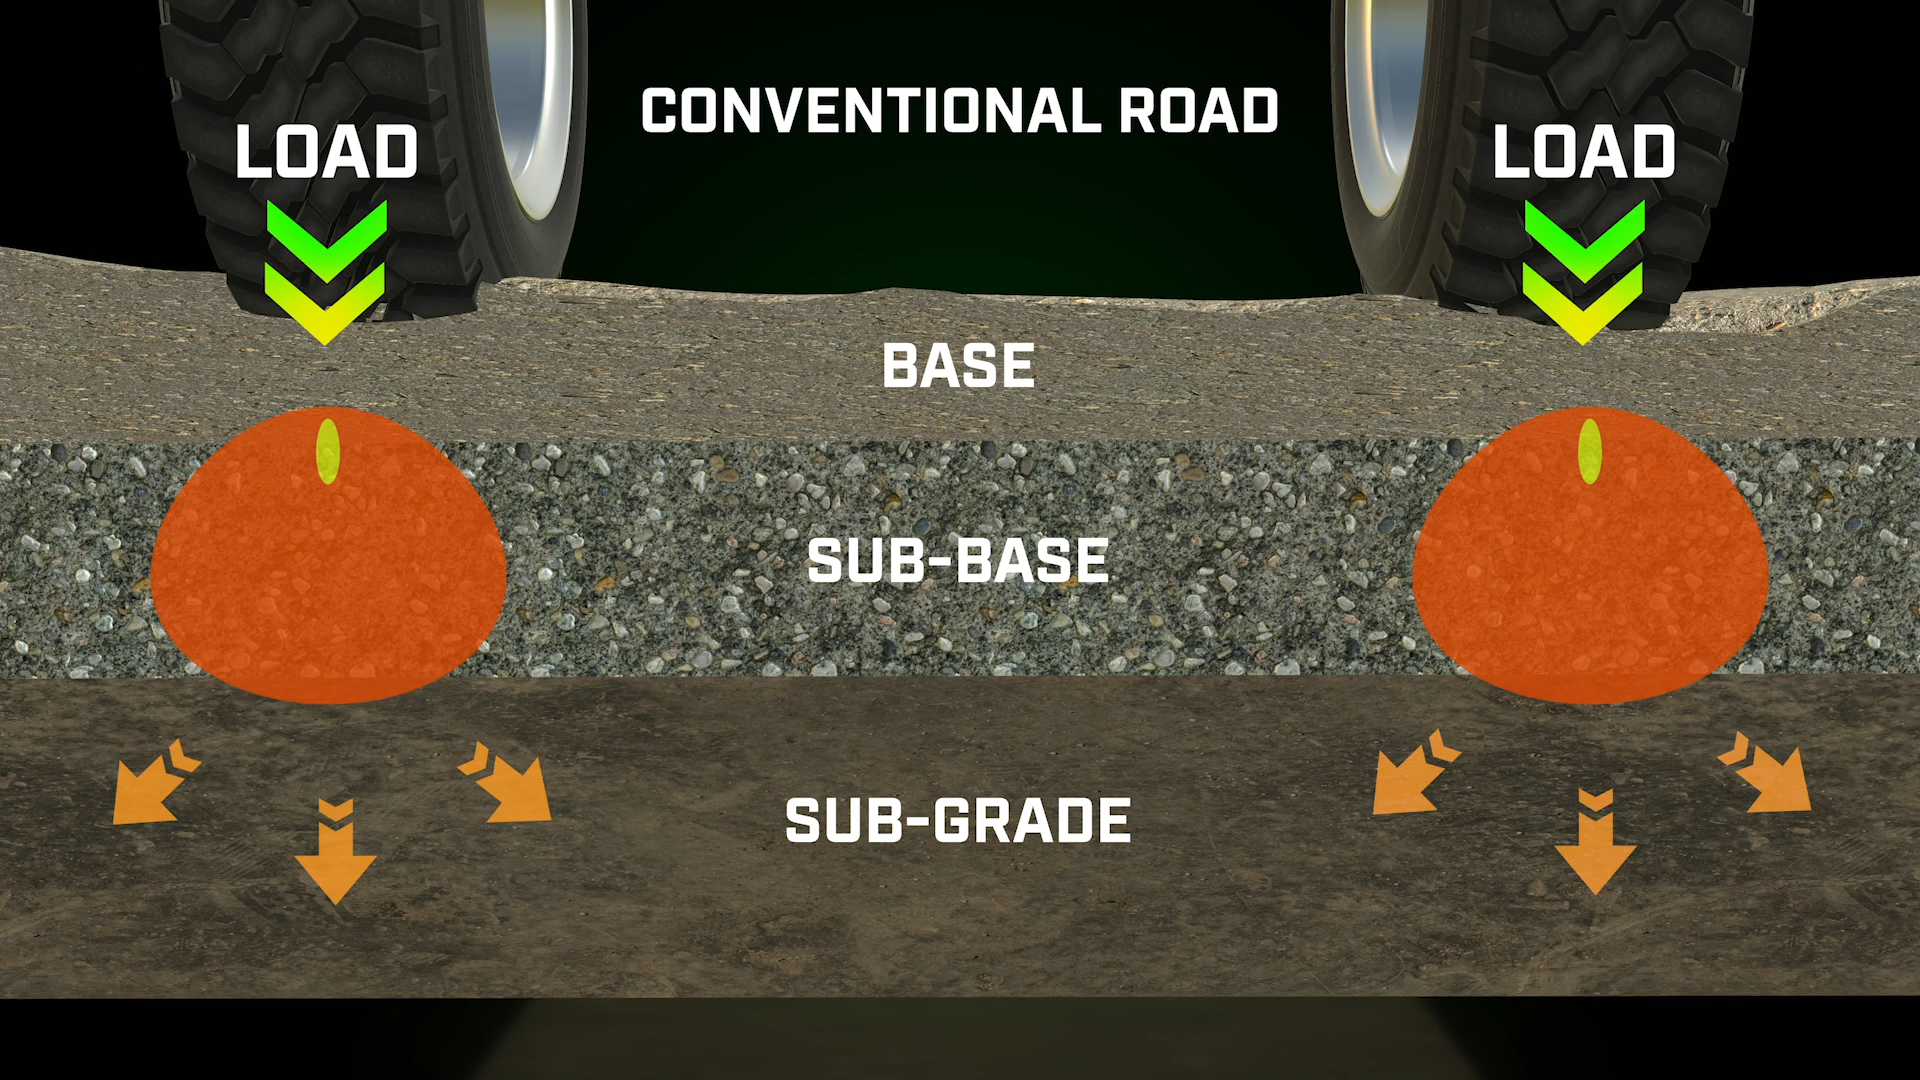 CONVENTIONAL ROAD
LOAD
LOAD
BASE
SUB-BASE
SUB-GRADE